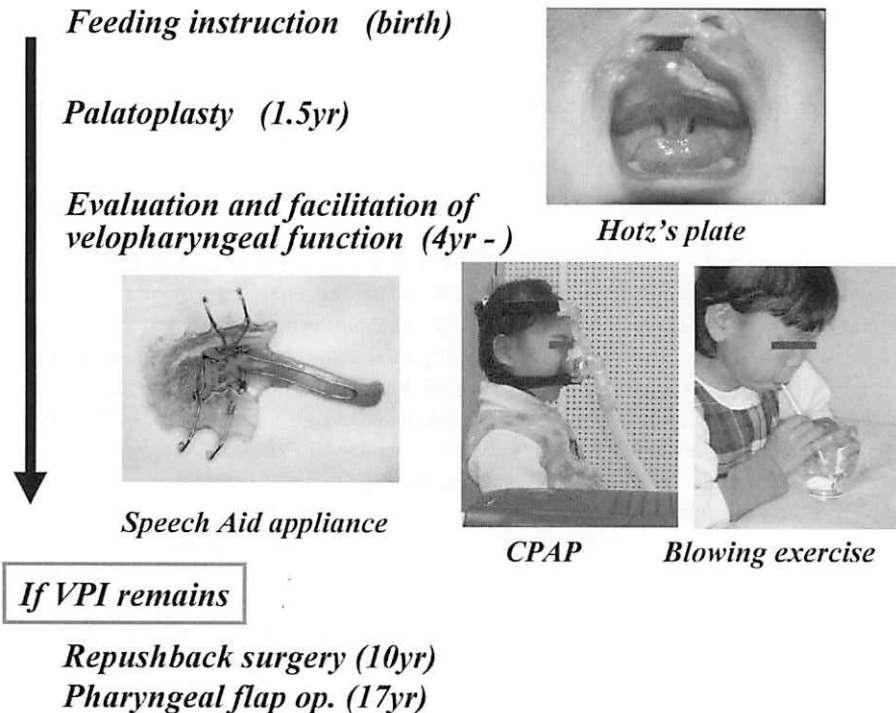 Feeding instruction (birth)
Palatoplasty (1.5yr)
Evaluation and facilitation of
velopharyngeal function (4yr - )
Hotz's plate
Speech Aid appliance
CPAP
Blowing exercise
If VPI remains
Repushback surgery (10yr)
Pharyngeal flap op. (17yr)